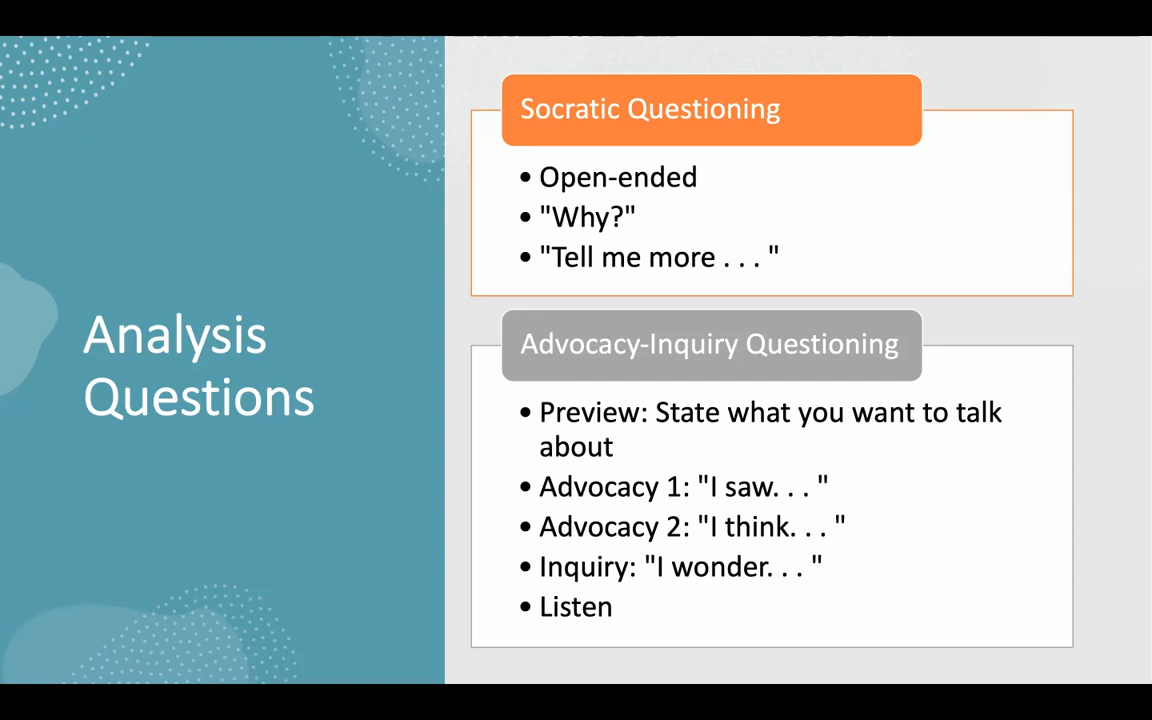 Analysis
Questions
Socratic Questioning
• Open-ended
• "Why?"
• "Tell me more . . . "
Advocacy-Inquiry Questioning
• Preview: State what you want to talk
about
• Advocacy 1: "I saw. . . "
• Advocacy 2: "I think. . . "
• Inquiry: "I wonder. . . "
• Listen